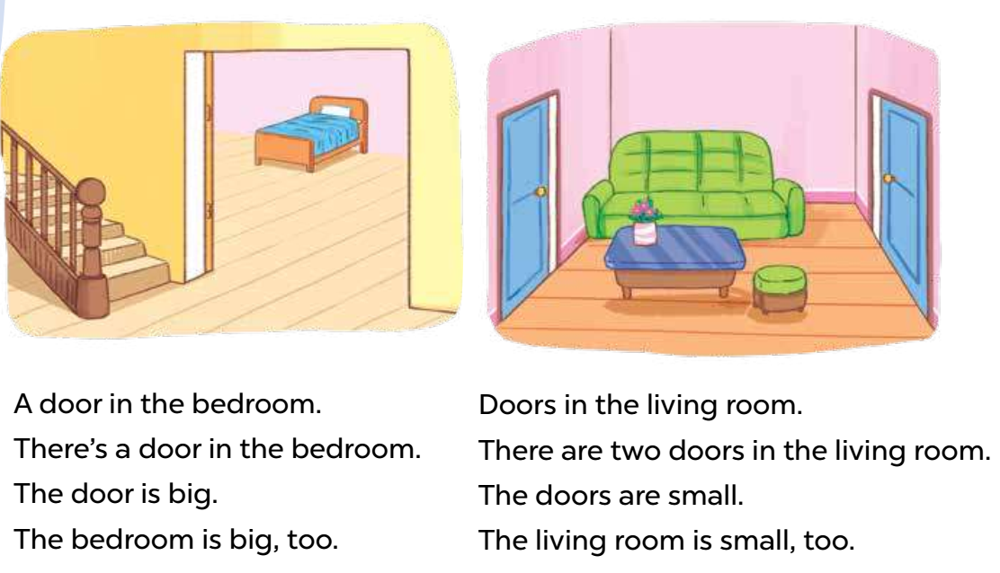 A door in the bedroom.
There’s a door in the bedroom.
The door is big.
The bedroom is big, too.
Doors in the living room.
There are two doors in the living room.
The doors are small.
The living room is small, too.